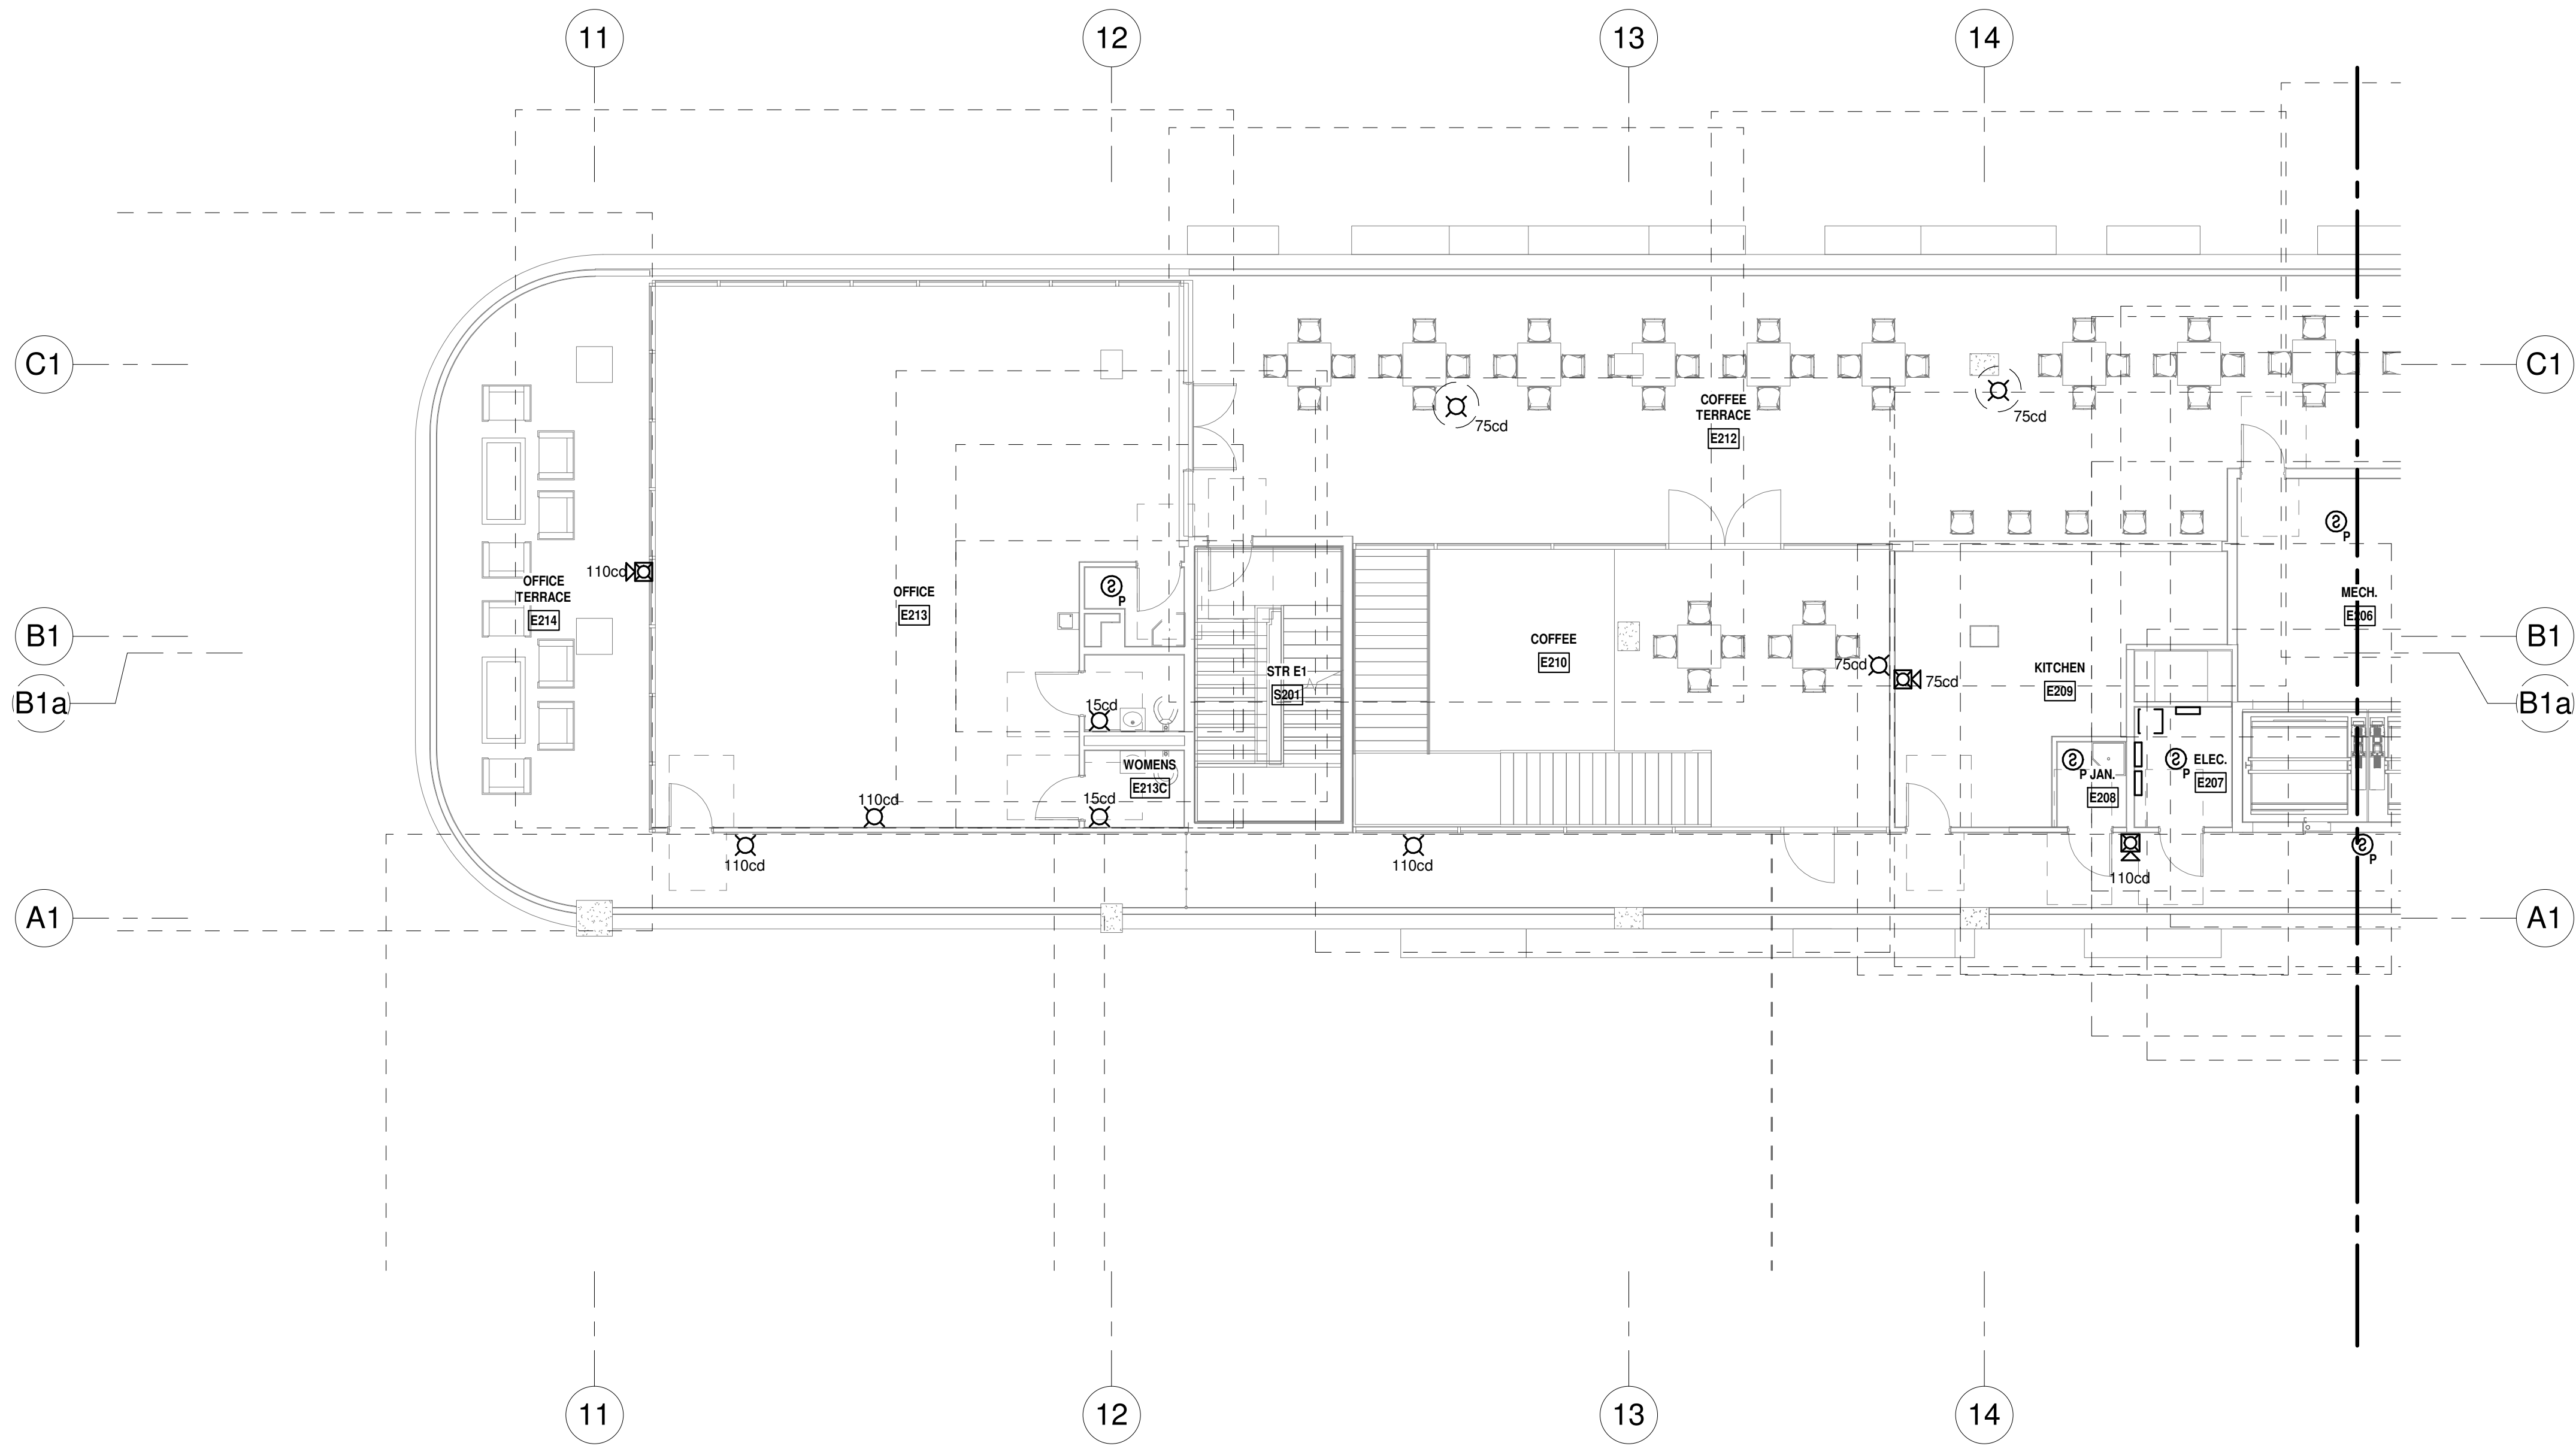 11
12
13
14
C1
C1
COFFEE
TERRACE
E212
75cd
75cd
P
110cd
OFFICE
TERRACE
E214
OFFICE
E213
P
MECH.
E206
B1
B1
COFFEE
E210
STR E1
S201
75cd
75cd
KITCHEN
E209
B1a
B1a
15cd
WOMENS
E213C
P
JAN.
E208
P
ELEC.
E207
110cd
15cd
110cd
110cd
110cd
P
A1
A1
11
12
13
14